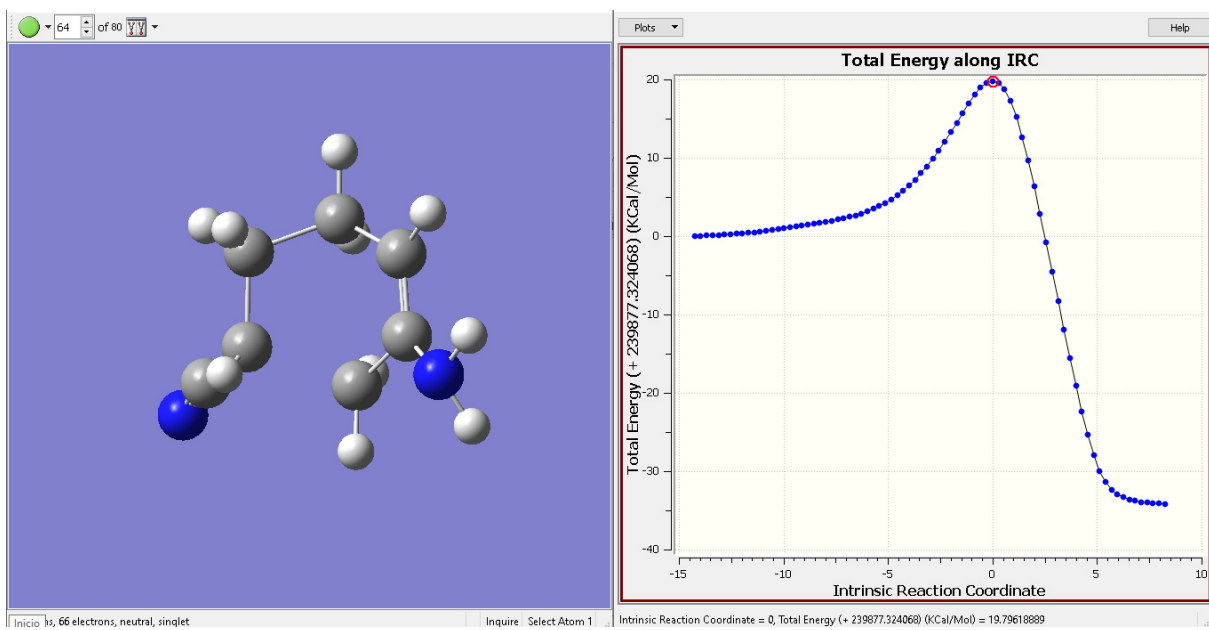 64 of 80
Plots
Help
Total Energy along IRC
Total Energy (+ 239877.324068) (KCal/Mol)
20
10
0
-10
-20
-30
-40
-15
-10
-5
0
5
10
Intrinsic Reaction Coordinate
Inicio
s, 66 electrons, neutral, singlet
Inquire
Select Atom 1
Intrinsic Reaction Coordinate = 0, Total Energy (+ 239877.324068) (KCal/Mol) = 19.79618889